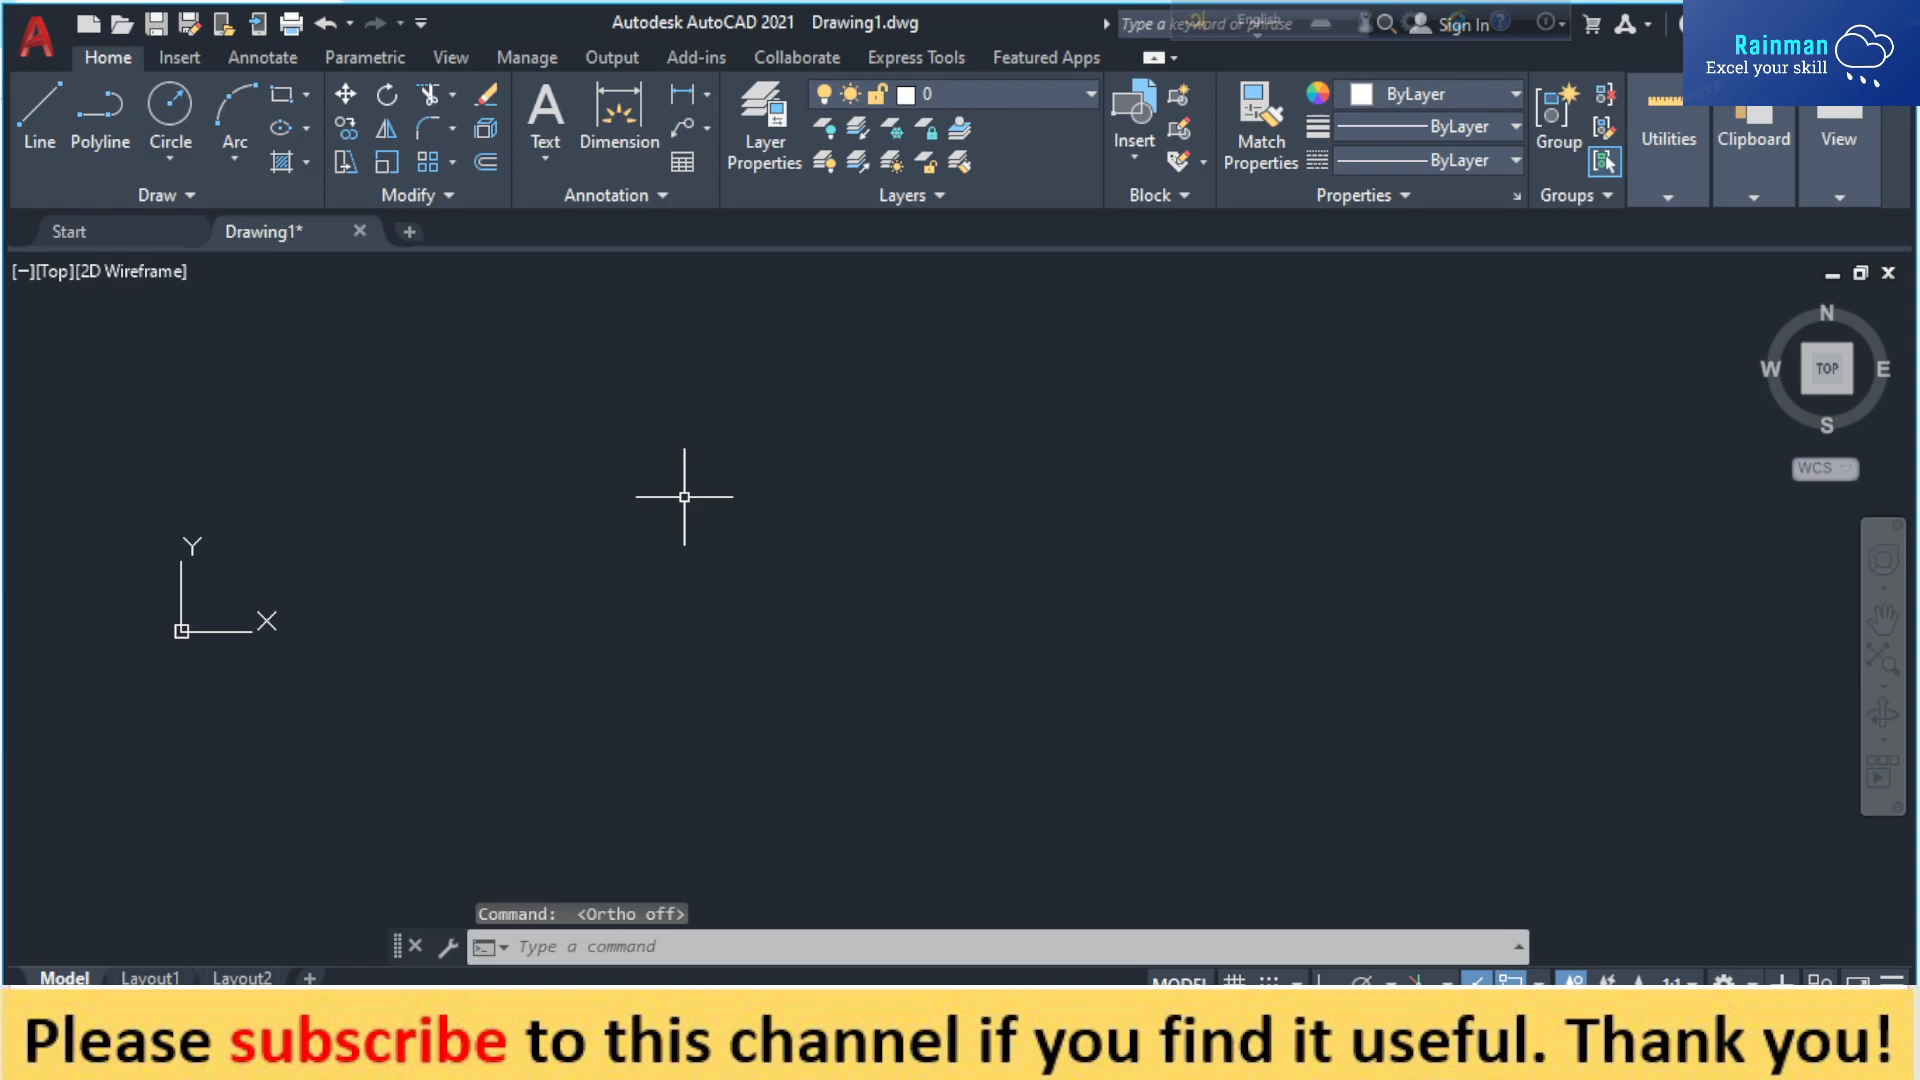 Autodesk AutoCAD 2021 Drawing1.dwg
Type a keyword or phrase
English
Sign In
Rainman
Excel your skill
Home Insert Annotate Parametric View Manage Output Add-ins Collaborate Express Tools Featured Apps
Line Polyline Circle Arc
Text Dimension
Layer Properties
0
Insert
Match Properties
ByLayer
ByLayer
ByLayer
Group
Utilities Clipboard View
Draw Modify Annotation Layers Block Properties Groups
Start Drawing1*
[−][Top][2D Wireframe]
N
W TOP E
S
WCS
Y
X
Command: <Ortho off>
Type a command
Model Layout1 Layout2
MODEL 1:1
Please subscribe to this channel if you find it useful. Thank you!